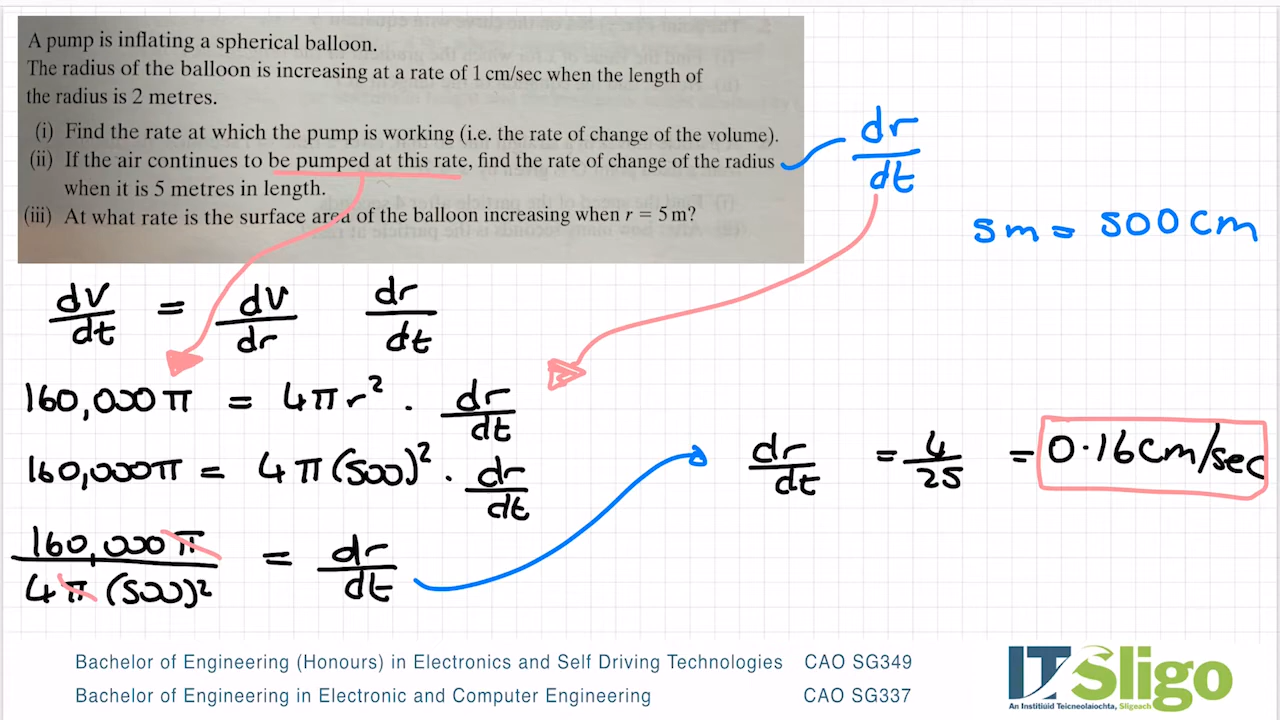 A pump is inflating a spherical balloon.
The radius of the balloon is increasing at a rate of 1 cm/sec when the length of
the radius is 2 metres.
(i) Find the rate at which the pump is working (i.e. the rate of change of the volume).
(ii) If the air continues to be pumped at this rate, find the rate of change of the radius
when it is 5 metres in length.
(iii) At what rate is the surface area of the balloon increasing when r = 5 m?
dr/dt
5m = 500 cm
dv/dt = dv/dr dr/dt
160,000π = 4πr² · dr/dt
160,000π = 4π(500)² · dr/dt
160,000π / 4π(500)² = dr/dt
dr/dt = 4/25 = 0.16cm/sec
Bachelor of Engineering (Honours) in Electronics and Self Driving Technologies CAO SG349
Bachelor of Engineering in Electronic and Computer Engineering CAO SG337
IT Sligo
An Institiúid Teicneolaíochta, Sligeach